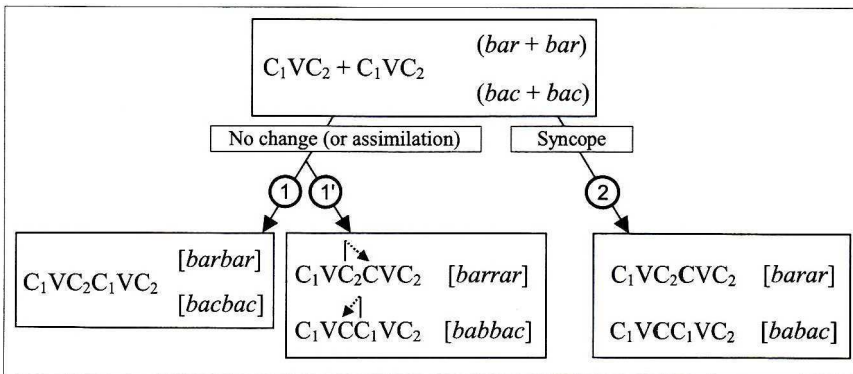 C₁VC₂ + C₁VC₂
(bar + bar)
(bac + bac)
No change (or assimilation)
Syncope
1
1'
2
C₁VC₂C₁VC₂
[barbar]
[bacbac]
C₁VC₂CVC₂ [barrar]
C₁VCC₁VC₂ [babbac]
C₁VC₂CVC₂ [barar]
C₁VCC₁VC₂ [babac]